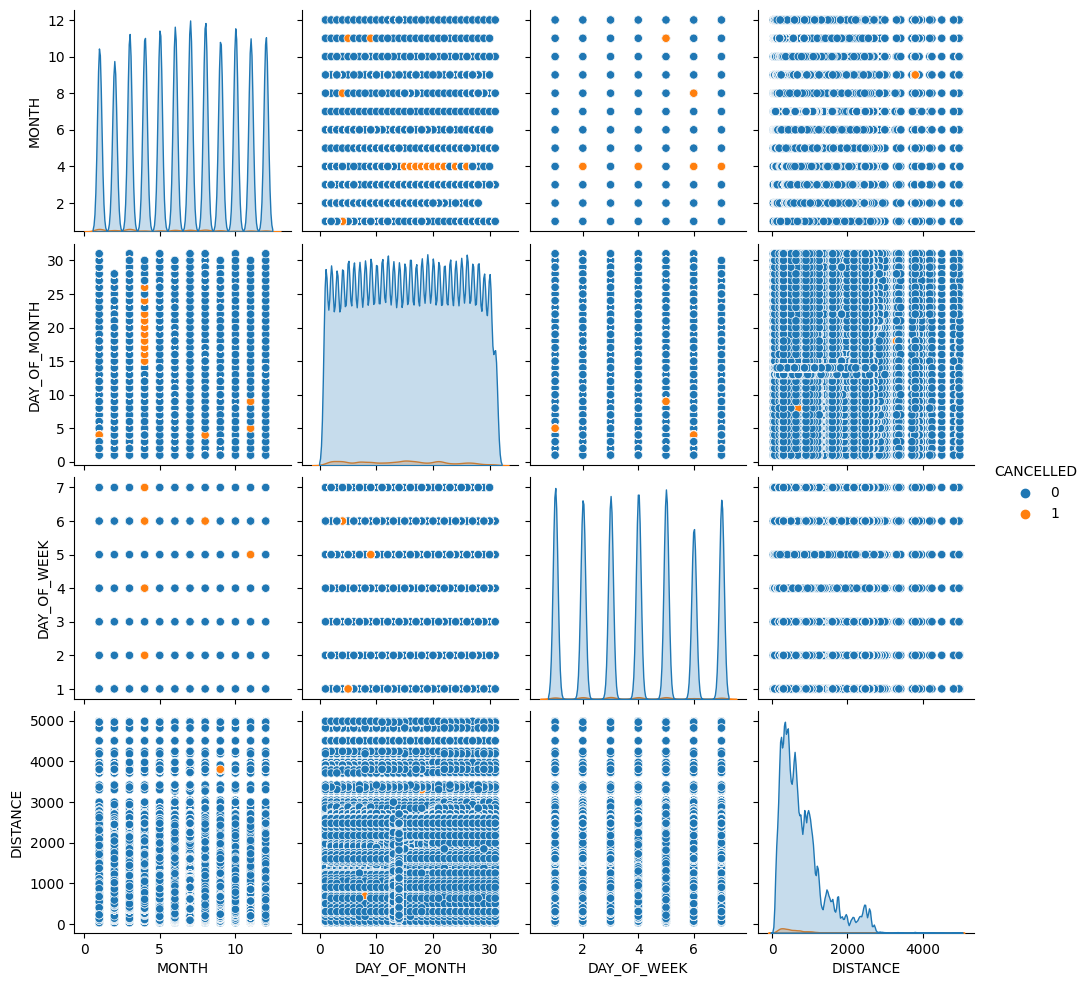 MONTH
12
10
8
6
4
2
DAY_OF_MONTH
30
25
20
15
10
5
0
DAY_OF_WEEK
7
6
5
4
3
2
1
CANCELLED
0
1
DISTANCE
5000
4000
3000
2000
1000
0
0 5 10
0 10 20 30
2 4 6
0 2000 4000
MONTH DAY_OF_MONTH DAY_OF_WEEK DISTANCE